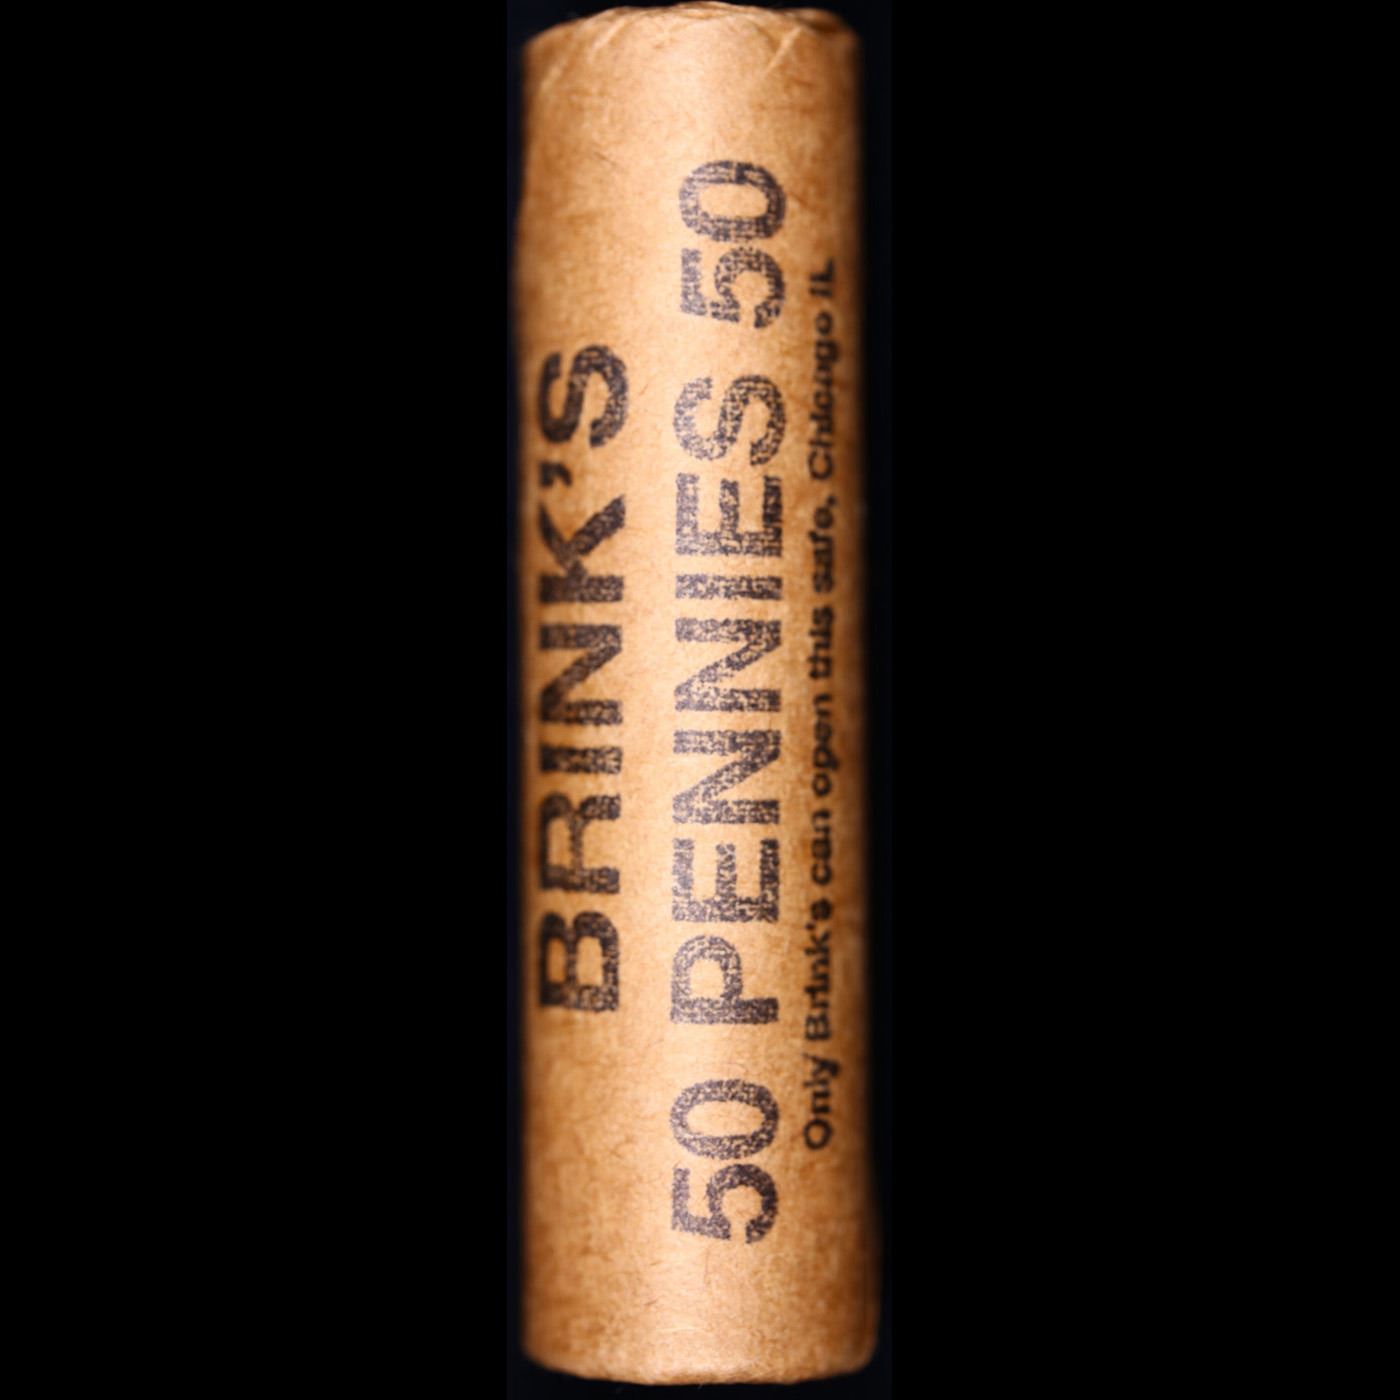 BRINK'S
50 PENNIES 50
Only Brink's can open this safe, Chicago IL